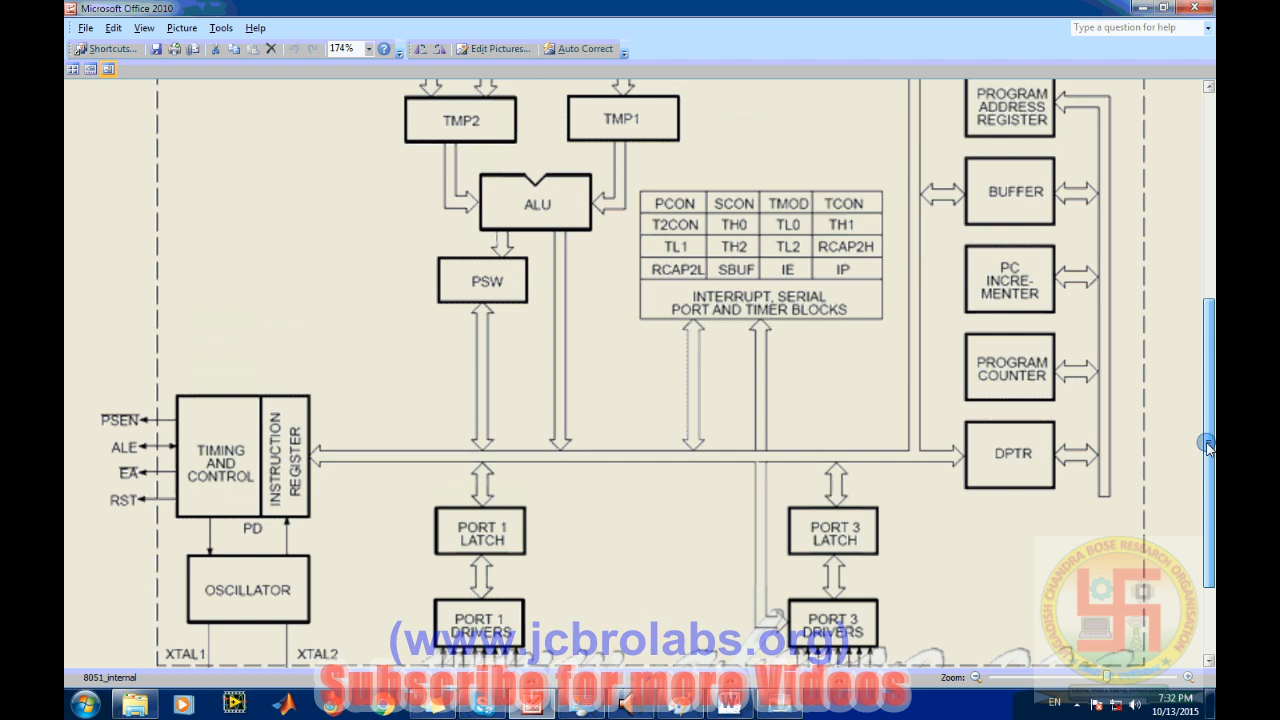 Microsoft Office 2010
File Edit View Picture Tools Help
Type a question for help
Shortcuts... 174% Edit Pictures... Auto Correct
PROGRAM
ADDRESS
REGISTER
TMP2
TMP1
ALU
BUFFER
PCON SCON TMOD TCON
T2CON TH0 TL0 TH1
TL1 TH2 TL2 RCAP2H
RCAP2L SBUF IE IP
INTERRUPT, SERIAL
PORT AND TIMER BLOCKS
PSW
PC
INCRE-
MENTER
PROGRAM
COUNTER
PSEN
ALE
EA
RST
TIMING
AND
CONTROL
INSTRUCTION
REGISTER
DPTR
PD
PORT 1
LATCH
PORT 3
LATCH
OSCILLATOR
PORT 1
DRIVERS
PORT 3
DRIVERS
XTAL1
XTAL2
JAGADISH CHANDRA BOSE RESEARCH ORGANISATION
(www.jcbrolabs.org)
Subscribe for more Videos
8051_internal
Zoom:
EN
7:32 PM
10/13/2015